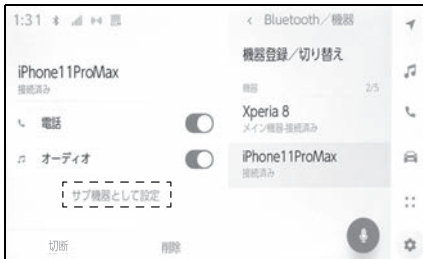 1:31
iPhone11ProMax
接続済み
電話
オーディオ
サブ機器として設定
切断
削除
< Bluetooth/機器
機器登録/切り替え
機器 2/5
Xperia 8
メイン機器-接続済み
iPhone11ProMax
接続済み